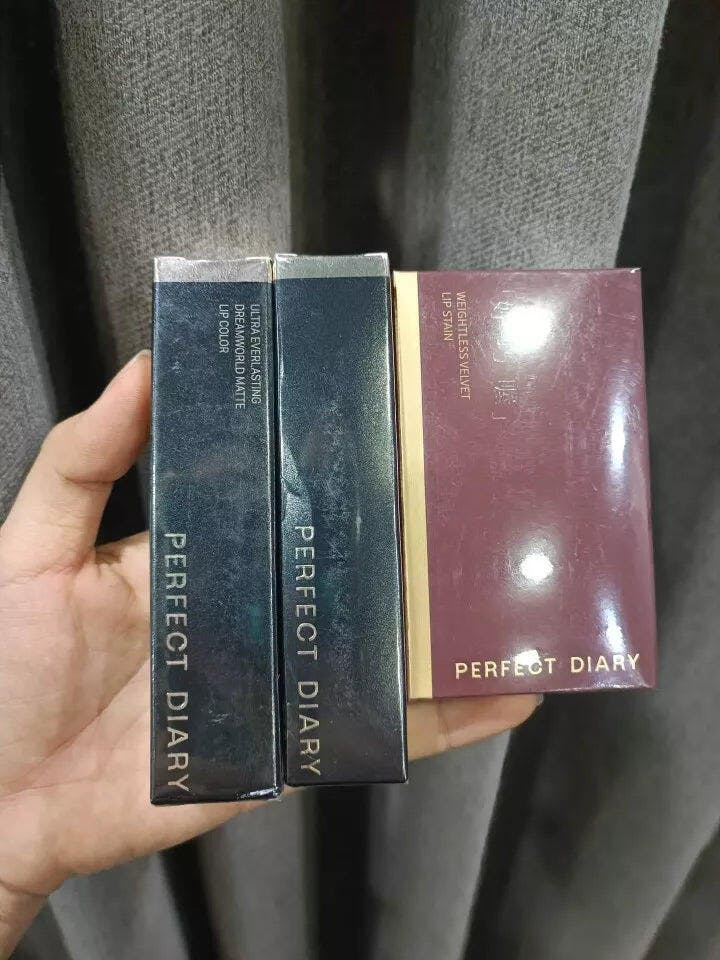 ULTRA EVERLASTING
DREAMWORLD MATTE
LIP COLOR
PERFECT DIARY
PERFECT DIARY
WEIGHTLESS VELVET
LIP STAIN
PERFECT DIARY